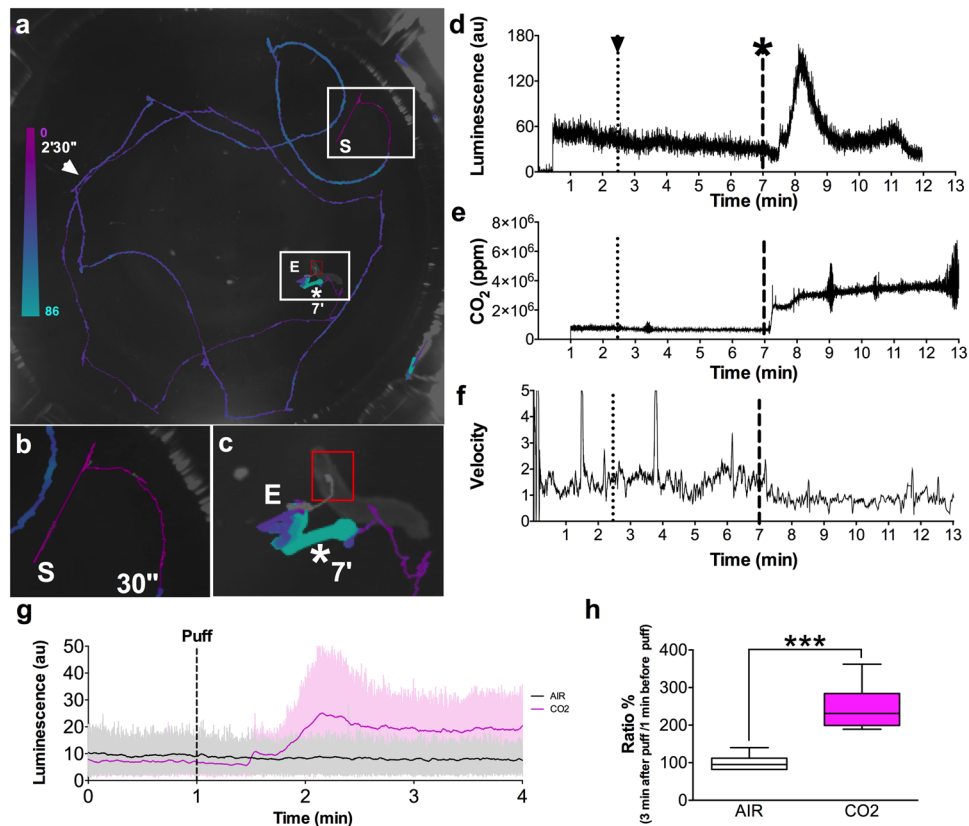 a
0
2'30"
86
S
E
*
7'
b
S
30"
c
E
*
7'
d
Luminescence (au)
180
120
60
0
*
1 2 3 4 5 6 7 8 9 10 11 12 13
Time (min)
e
CO2 (ppm)
8×10⁶
6×10⁶
4×10⁶
2×10⁶
0
1 2 3 4 5 6 7 8 9 10 11 12 13
Time (min)
f
Velocity
5
4
3
2
1
0
1 2 3 4 5 6 7 8 9 10 11 12 13
Time (min)
g
Puff
Luminescence (au)
50
40
30
20
10
0
0 1 2 3 4
Time (min)
AIR
CO2
h
Ratio %
(3 min after puff /1 min before puff)
400
300
200
100
0
***
AIR CO2